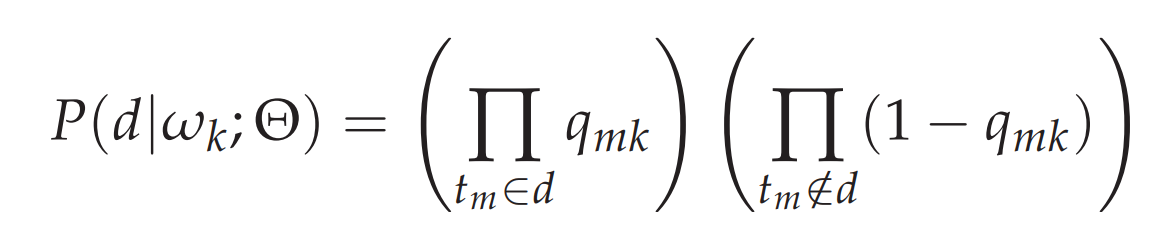 P(d|ω_k; Θ) = (∏_{t_m∈d} q_{mk}) (∏_{t_m∉d} (1 − q_{mk}))